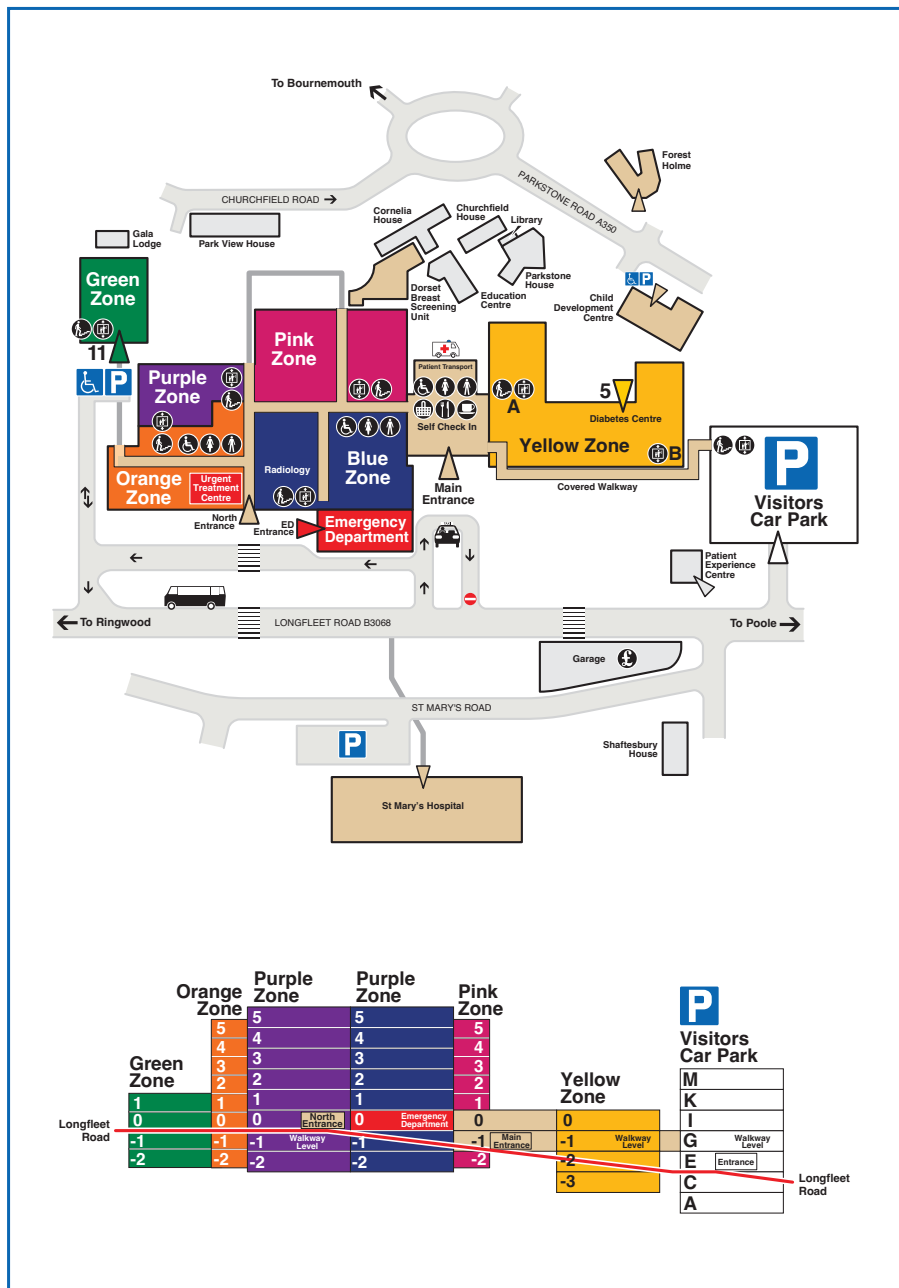 To Bournemouth
Forest
Holme
PARKSTONE ROAD A350
CHURCHFIELD ROAD
Cornelia
House
Churchfield
House
Library
Gala
Lodge
Park View House
Parkstone
House
Education
Centre
Dorset
Breast
Screening
Unit
P
Child
Development
Centre
Green
Zone
11
P
Pink
Zone
Patient Transport
Purple
Zone
A
5
Diabetes Centre
Self Check In
Yellow Zone
B
Radiology
Blue
Zone
Orange
Zone
Urgent
Treatment
Centre
Main
Entrance
Covered Walkway
P
Visitors
Car Park
North
Entrance
ED
Entrance
Emergency
Department
Patient
Experience
Centre
To Ringwood
LONGFLEET ROAD B3068
To Poole
Garage
£
ST MARY'S ROAD
P
Shaftesbury
House
St Mary's Hospital
Green
Zone
1
0
-1
-2
Orange
Zone
5
4
3
2
1
0
-1
-2
Purple
Zone
5
4
3
2
1
0
North
Entrance
-1
Walkway
Level
-2
Purple
Zone
5
4
3
2
1
0
Emergency
Department
-1
-2
Pink
Zone
5
4
3
2
1
0
-1
Main
Entrance
-2
Yellow
Zone
0
-1
Walkway
Level
-2
-3
P
Visitors
Car Park
M
K
I
G
Walkway
Level
E
Entrance
C
A
Longfleet
Road
Longfleet
Road